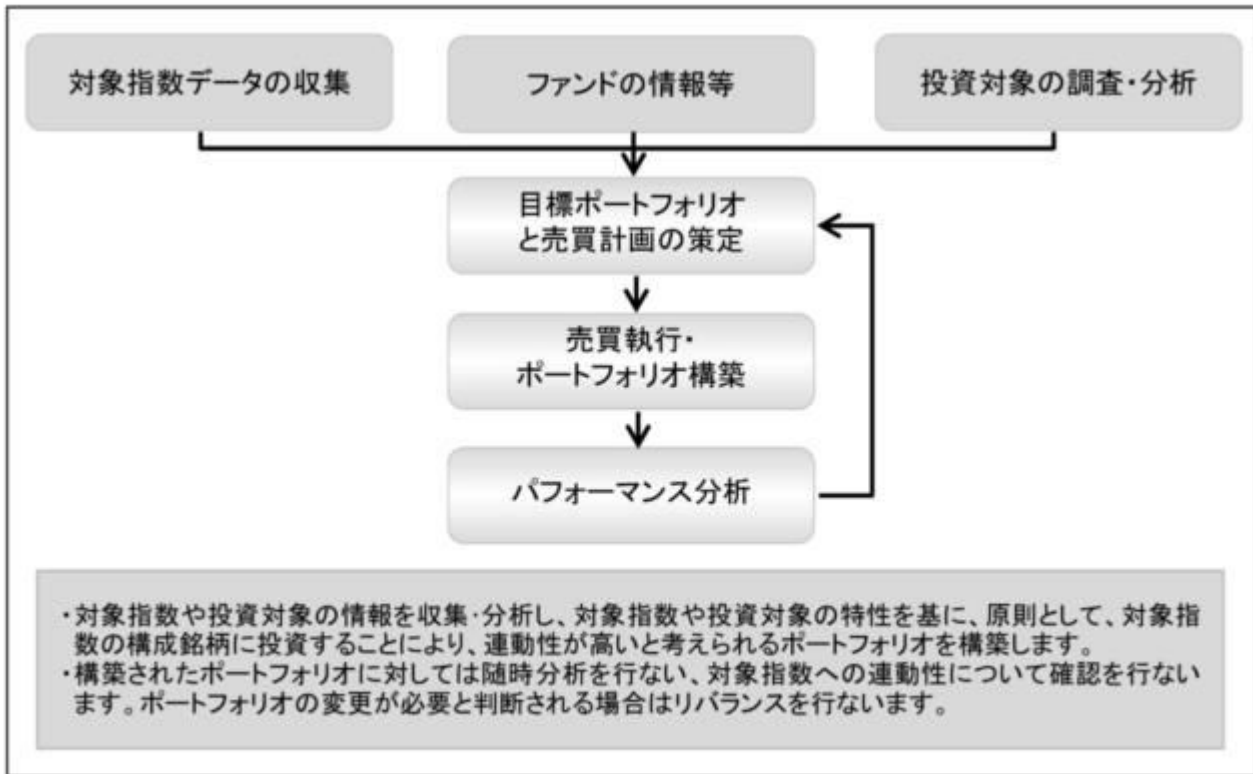 対象指数データの収集
ファンドの情報等
投資対象の調査・分析
目標ポートフォリオ
と売買計画の策定
売買執行・
ポートフォリオ構築
パフォーマンス分析
・対象指数や投資対象の情報を収集・分析し、対象指数や投資対象の特性を基に、原則として、対象指
数の構成銘柄に投資することにより、連動性が高いと考えられるポートフォリオを構築します。
・構築されたポートフォリオに対しては随時分析を行ない、対象指数への連動性について確認を行ない
ます。ポートフォリオの変更が必要と判断される場合はリバランスを行ないます。